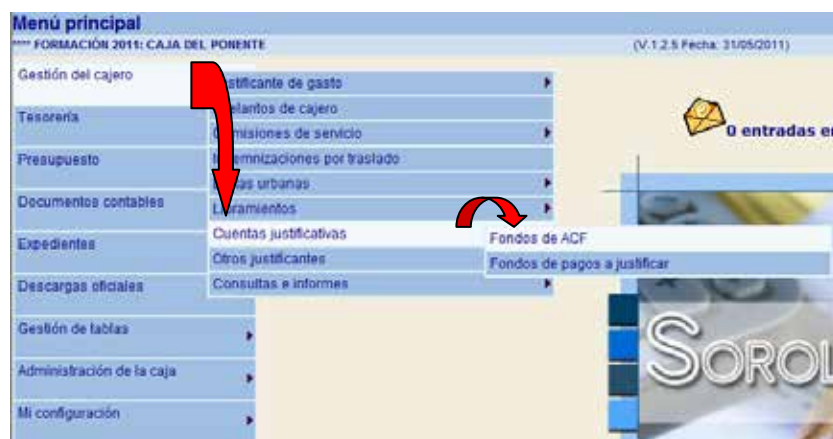 Menú principal
**** FORMACIÓN 2011: CAJA DEL PONENTE
(V.1.2.5 Fecha: 31/05/2011)
Gestión del cajero
Tesorería
Presupuesto
Documentos contables
Expedientes
Descargas oficiales
Gestión de tablas
Administración de la caja
Mi configuración
stificante de gasto
elantos de cajero
misiones de servicio
emnizaciones por traslado
as urbanas
Libramientos
Cuentas justificativas
Otros justificantes
Consultas e informes
Fondos de ACF
Fondos de pagos a justificar
0 entradas e
SOROL